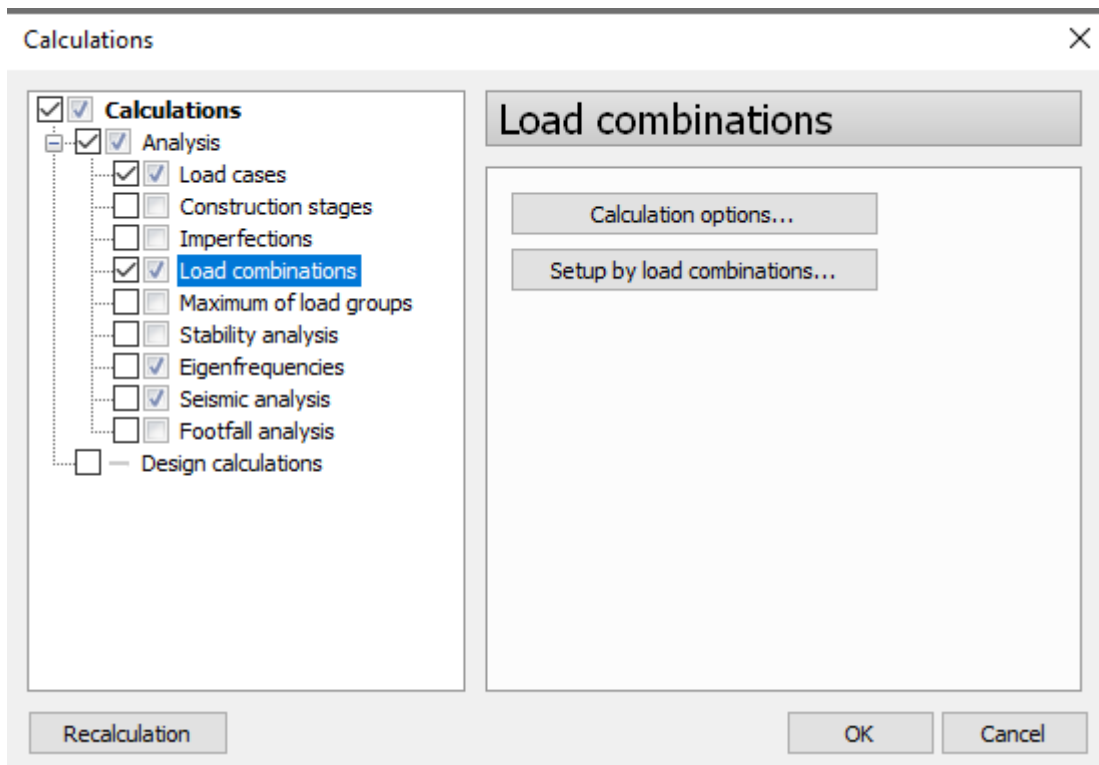 Calculations
Calculations
Analysis
Load cases
Construction stages
Imperfections
Load combinations
Maximum of load groups
Stability analysis
Eigenfrequencies
Seismic analysis
Footfall analysis
Design calculations
Load combinations
Calculation options...
Setup by load combinations...
Recalculation
OK
Cancel